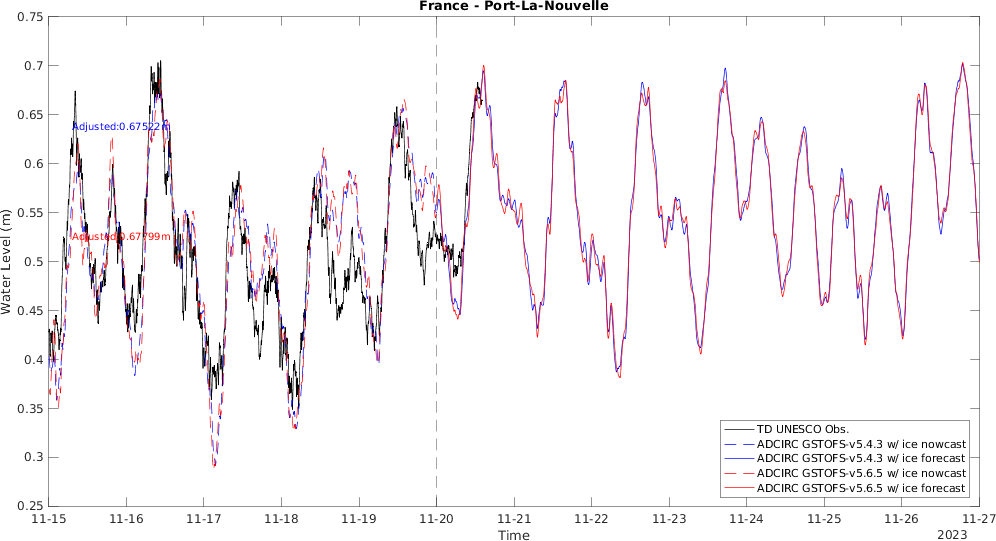 France - Port-La-Nouvelle
Water Level (m)
0.75
0.7
0.65
0.6
0.55
0.5
0.45
0.4
0.35
0.3
0.25
Adjusted:0.67522m
Adjusted:0.67799m
TD UNESCO Obs.
ADCIRC GSTOFS-v5.4.3 w/ ice nowcast
ADCIRC GSTOFS-v5.4.3 w/ ice forecast
ADCIRC GSTOFS-v5.6.5 w/ ice nowcast
ADCIRC GSTOFS-v5.6.5 w/ ice forecast
11-15 11-16 11-17 11-18 11-19 11-20 11-21 11-22 11-23 11-24 11-25 11-26 11-27
Time
2023